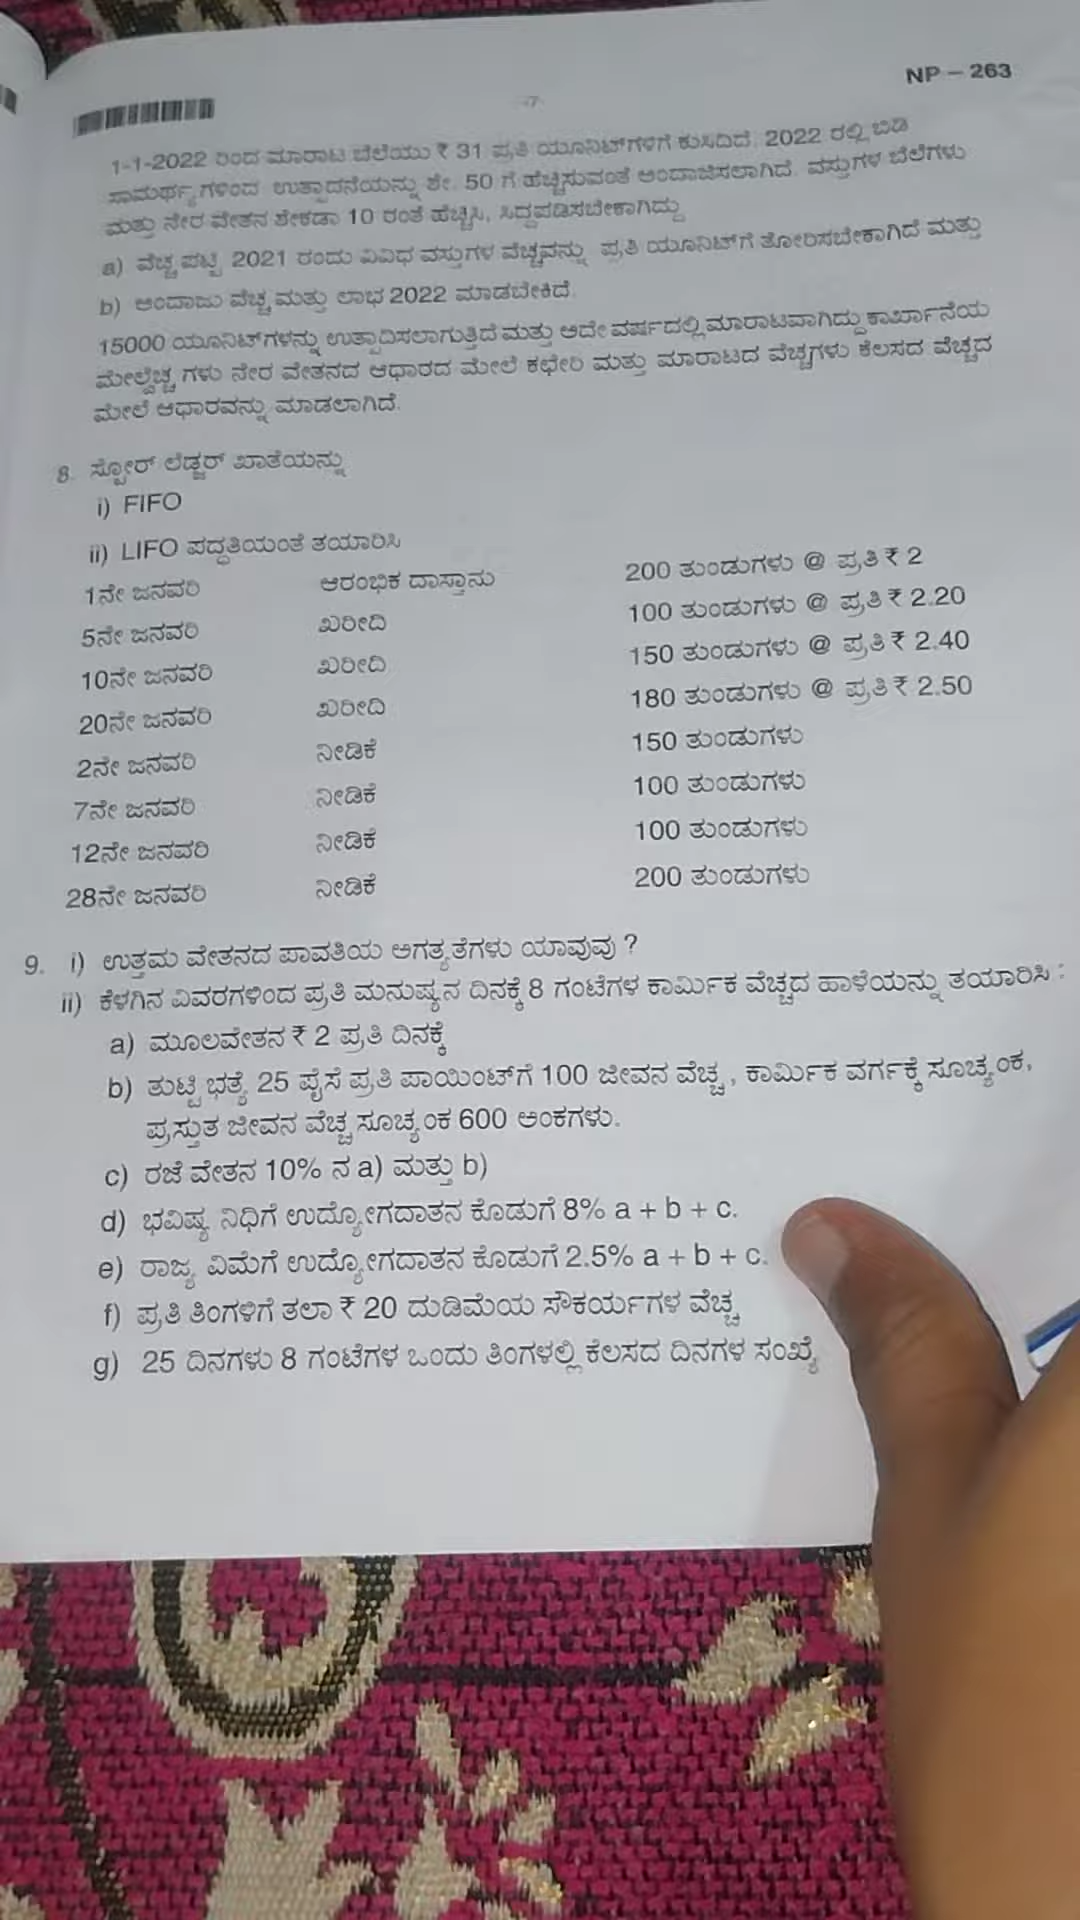 NP – 263
-7-
1-1-2022 ರಿಂದ ಮಾರಾಟ ಬೆಲೆಯು ₹ 31 ಪ್ರತಿ ಯೂನಿಟ್‌ಗಳಿಗೆ ಕುಸಿದಿದೆ. 2022 ರಲ್ಲಿ ಬಿಡಿ
ಸಾಮರ್ಥ್ಯಗಳಿಂದ ಉತ್ಪಾದನೆಯನ್ನು ಶೇ. 50 ಗೆ ಹೆಚ್ಚಿಸುವಂತೆ ಅಂದಾಜಿಸಲಾಗಿದೆ. ವಸ್ತುಗಳ ಬೆಲೆಗಳು
ಮತ್ತು ನೇರ ವೇತನ ಶೇಕಡಾ 10 ರಂತೆ ಹೆಚ್ಚಿಸಿ, ಸಿದ್ಧಪಡಿಸಬೇಕಾಗಿದ್ದು
a) ವೆಚ್ಚ ಪಟ್ಟಿ 2021 ರಂದು ವಿವಿಧ ವಸ್ತುಗಳ ವೆಚ್ಚವನ್ನು ಪ್ರತಿ ಯೂನಿಟ್‌ಗೆ ತೋರಿಸಬೇಕಾಗಿದೆ ಮತ್ತು
b) ಅಂದಾಜು ವೆಚ್ಚ ಮತ್ತು ಲಾಭ 2022 ಮಾಡಬೇಕಿದೆ.
15000 ಯೂನಿಟ್‌ಗಳನ್ನು ಉತ್ಪಾದಿಸಲಾಗುತ್ತಿದೆ ಮತ್ತು ಅದೇ ವರ್ಷದಲ್ಲಿ ಮಾರಾಟವಾಗಿದ್ದು ಕಾರ್ಖಾನೆಯ
ಮೇಲ್ವೆಚ್ಚಗಳು ನೇರ ವೇತನದ ಆಧಾರದ ಮೇಲೆ ಕಛೇರಿ ಮತ್ತು ಮಾರಾಟದ ವೆಚ್ಚಗಳು ಕೆಲಸದ ವೆಚ್ಚದ
ಮೇಲೆ ಆಧಾರವನ್ನು ಮಾಡಲಾಗಿದೆ.
8. ಸ್ಟೋರ್ ಲೆಡ್ಜರ್ ಖಾತೆಯನ್ನು
i) FIFO
ii) LIFO ಪದ್ಧತಿಯಂತೆ ತಯಾರಿಸಿ
1ನೇ ಜನವರಿ ಆರಂಭಿಕ ದಾಸ್ತಾನು 200 ತುಂಡುಗಳು @ ಪ್ರತಿ ₹ 2
5ನೇ ಜನವರಿ ಖರೀದಿ 100 ತುಂಡುಗಳು @ ಪ್ರತಿ ₹ 2.20
10ನೇ ಜನವರಿ ಖರೀದಿ 150 ತುಂಡುಗಳು @ ಪ್ರತಿ ₹ 2.40
20ನೇ ಜನವರಿ ಖರೀದಿ 180 ತುಂಡುಗಳು @ ಪ್ರತಿ ₹ 2.50
2ನೇ ಜನವರಿ ನೀಡಿಕೆ 150 ತುಂಡುಗಳು
7ನೇ ಜನವರಿ ನೀಡಿಕೆ 100 ತುಂಡುಗಳು
12ನೇ ಜನವರಿ ನೀಡಿಕೆ 100 ತುಂಡುಗಳು
28ನೇ ಜನವರಿ ನೀಡಿಕೆ 200 ತುಂಡುಗಳು
9. i) ಉತ್ತಮ ವೇತನದ ಪಾವತಿಯ ಅಗತ್ಯತೆಗಳು ಯಾವುವು ?
ii) ಕೆಳಗಿನ ವಿವರಗಳಿಂದ ಪ್ರತಿ ಮನುಷ್ಯನ ದಿನಕ್ಕೆ 8 ಗಂಟೆಗಳ ಕಾರ್ಮಿಕ ವೆಚ್ಚದ ಹಾಳೆಯನ್ನು ತಯಾರಿಸಿ :
a) ಮೂಲವೇತನ ₹ 2 ಪ್ರತಿ ದಿನಕ್ಕೆ
b) ತುಟ್ಟಿಭತ್ಯೆ 25 ಪೈಸೆ ಪ್ರತಿ ಪಾಯಿಂಟ್‌ಗೆ 100 ಜೀವನ ವೆಚ್ಚ, ಕಾರ್ಮಿಕ ವರ್ಗಕ್ಕೆ ಸೂಚ್ಯಂಕ,
ಪ್ರಸ್ತುತ ಜೀವನ ವೆಚ್ಚ ಸೂಚ್ಯಂಕ 600 ಅಂಕಗಳು.
c) ರಜೆ ವೇತನ 10% ನ a) ಮತ್ತು b)
d) ಭವಿಷ್ಯ ನಿಧಿಗೆ ಉದ್ಯೋಗದಾತನ ಕೊಡುಗೆ 8% a + b + c.
e) ರಾಜ್ಯ ವಿಮೆಗೆ ಉದ್ಯೋಗದಾತನ ಕೊಡುಗೆ 2.5% a + b + c.
f) ಪ್ರತಿ ತಿಂಗಳಿಗೆ ತಲಾ ₹ 20 ದುಡಿಮೆಯ ಸೌಕರ್ಯಗಳ ವೆಚ್ಚ
g) 25 ದಿನಗಳು 8 ಗಂಟೆಗಳ ಒಂದು ತಿಂಗಳಲ್ಲಿ ಕೆಲಸದ ದಿನಗಳ ಸಂಖ್ಯೆ